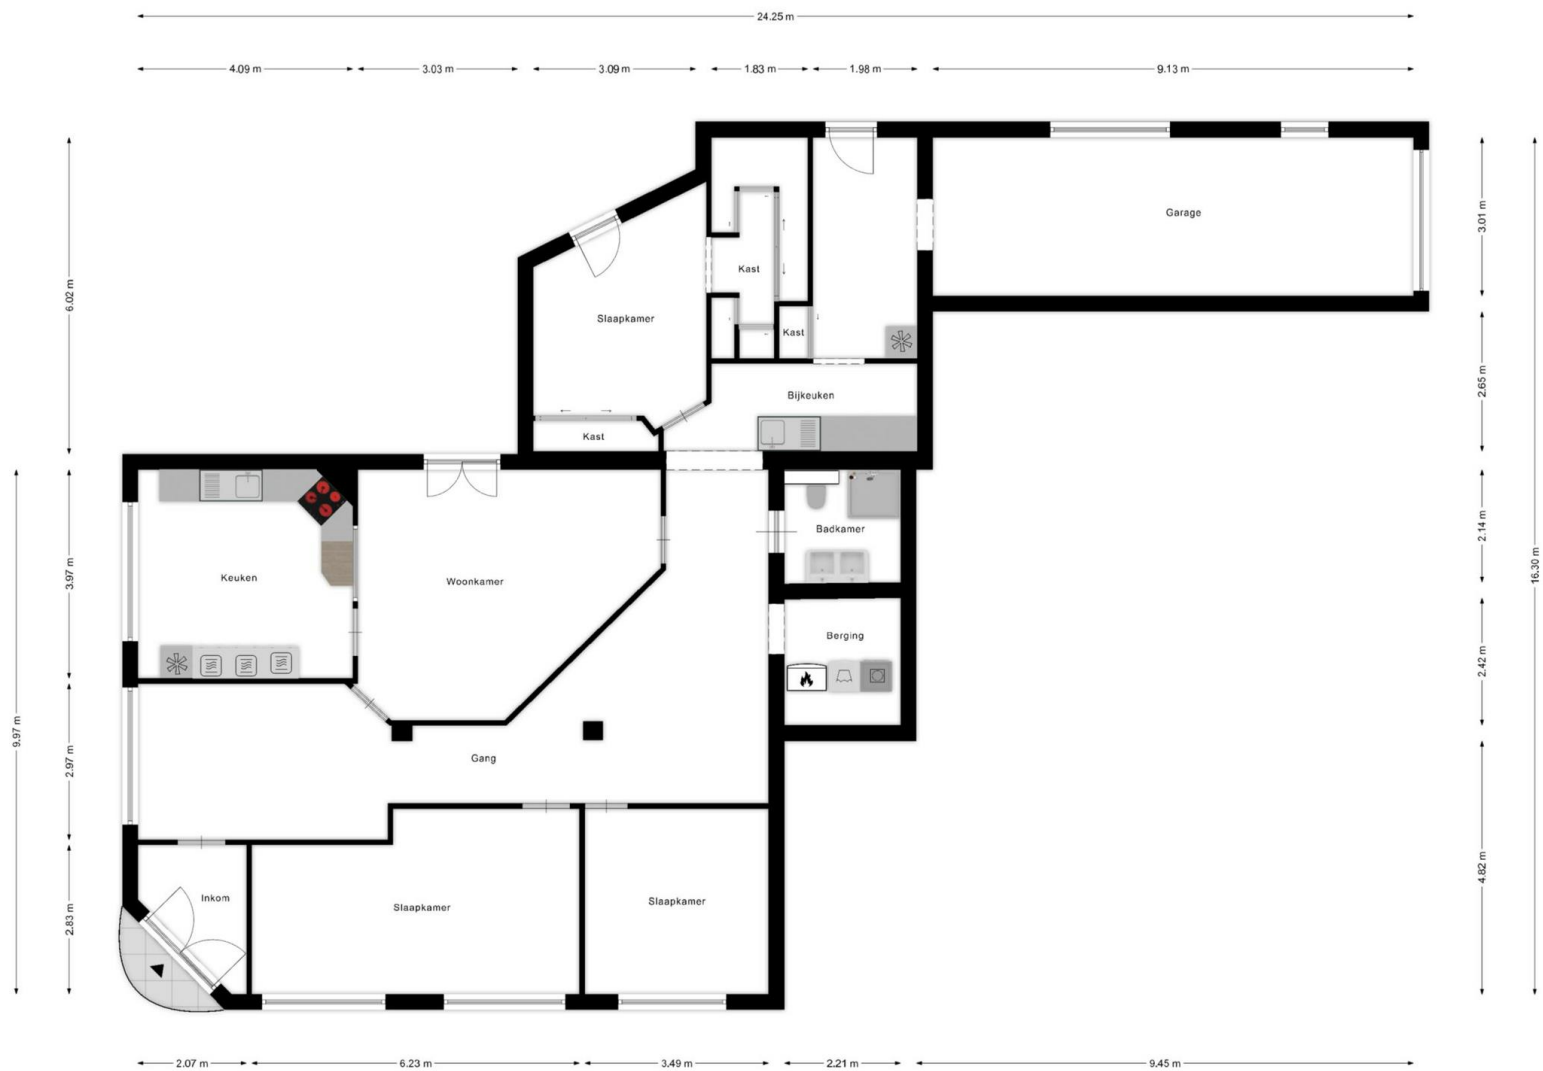 24.25 m
4.09 m
3.03 m
3.09 m
1.83 m
1.98 m
9.13 m
Garage
3.01 m
Kast
6.02 m
Slaapkamer
Kast
Bijkeuken
2.65 m
Kast
Badkamer
2.14 m
Keuken
Woonkamer
3.97 m
16.30 m
Berging
2.42 m
9.97 m
2.97 m
Gang
4.82 m
Inkom
Slaapkamer
Slaapkamer
2.83 m
2.07 m
6.23 m
3.49 m
2.21 m
9.45 m